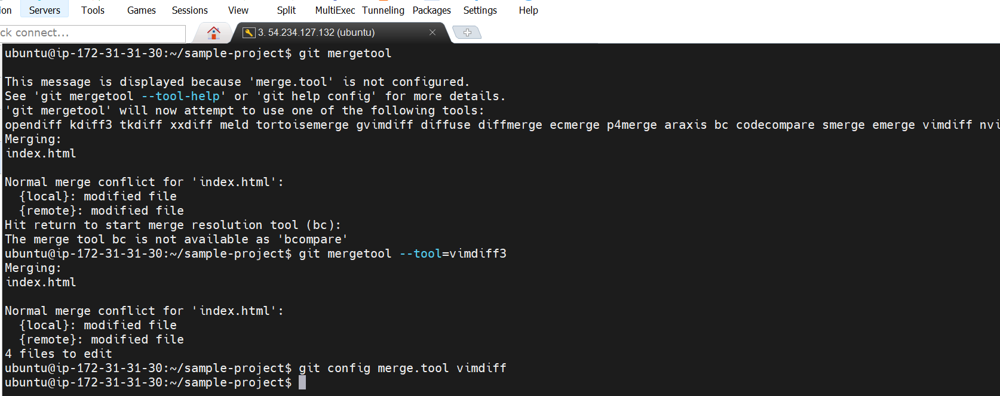 ion Servers Tools Games Sessions View Split MultiExec Tunneling Packages Settings Help
ck connect... 3. 54.234.127.132 (ubuntu)
ubuntu@ip-172-31-31-30:~/sample-project$ git mergetool
This message is displayed because 'merge.tool' is not configured.
See 'git mergetool --tool-help' or 'git help config' for more details.
'git mergetool' will now attempt to use one of the following tools:
opendiff kdiff3 tkdiff xxdiff meld tortoisemerge gvimdiff diffuse diffmerge ecmerge p4merge araxis bc codecompare smerge emerge vimdiff nvi
Merging:
index.html
Normal merge conflict for 'index.html':
  {local}: modified file
  {remote}: modified file
Hit return to start merge resolution tool (bc):
The merge tool bc is not available as 'bcompare'
ubuntu@ip-172-31-31-30:~/sample-project$ git mergetool --tool=vimdiff3
Merging:
index.html
Normal merge conflict for 'index.html':
  {local}: modified file
  {remote}: modified file
4 files to edit
ubuntu@ip-172-31-31-30:~/sample-project$ git config merge.tool vimdiff
ubuntu@ip-172-31-31-30:~/sample-project$